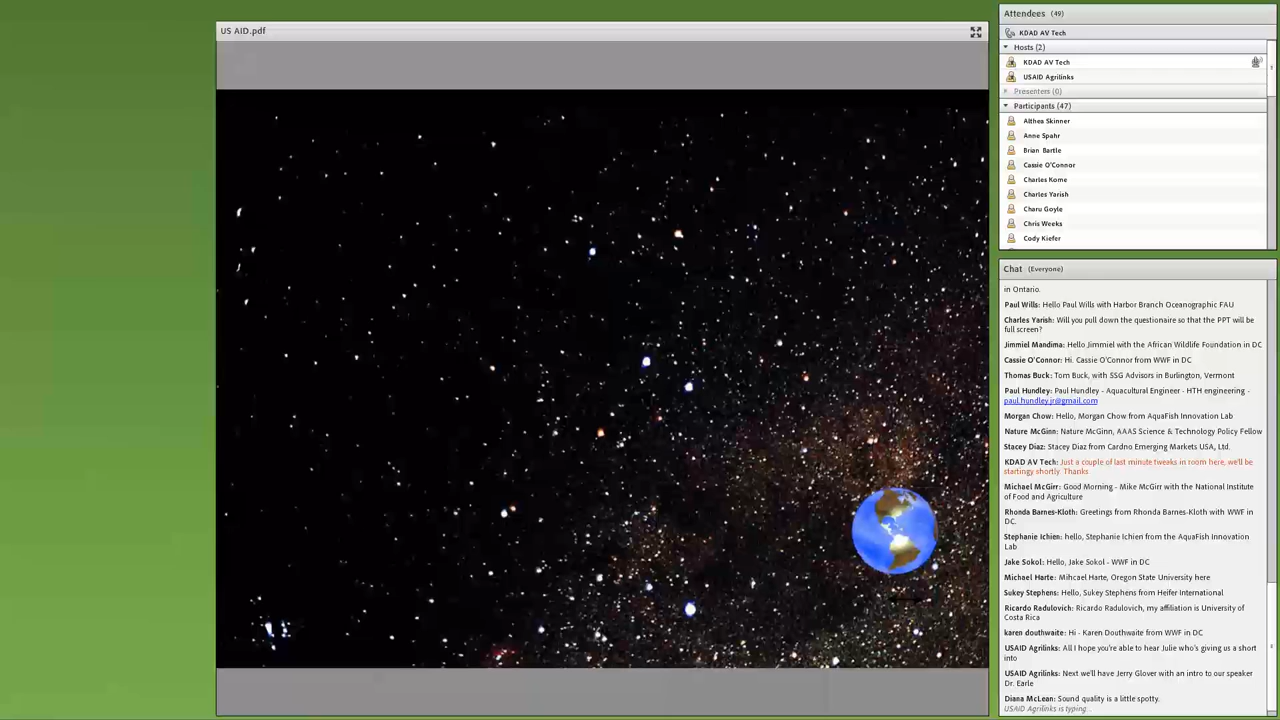 US AID.pdf
Attendees (49)
KDAD AV Tech
Hosts (2)
KDAD AV Tech
USAID Agrilinks
Presenters (0)
Participants (47)
Althea Skinner
Anne Spahr
Brian Bartle
Cassie O'Connor
Charles Kome
Charles Yarish
Charu Goyle
Chris Weeks
Cody Kiefer
Chat (Everyone)
in Ontario.
Paul Wills: Hello Paul Wills with Harbor Branch Oceanographic FAU
Charles Yarish: Will you pull down the questionaire so that the PPT will be
full screen?
Jimmiel Mandima: Hello Jimmiel with the African Wildlife Foundation in DC
Cassie O'Connor: Hi. Cassie O'Connor from WWF in DC
Thomas Buck: Tom Buck, with SSG Advisors in Burlington, Vermont
Paul Hundley: Paul Hundley - Aquacultural Engineer - HTH engineering -
paul.hundley.jr@gmail.com
Morgan Chow: Hello, Morgan Chow from AquaFish Innovation Lab
Nature McGinn: Nature McGinn, AAAS Science & Technology Policy Fellow
Stacey Diaz: Stacey Diaz from Cardno Emerging Markets USA, Ltd.
KDAD AV Tech: Just a couple of last minute tweaks in room here, we'll be
startingy shortly. Thanks
Michael McGirr: Good Morning - Mike McGirr with the National Institute
of Food and Agriculture
Rhonda Barnes-Kloth: Greetings from Rhonda Barnes-Kloth with WWF in
DC.
Stephanie Ichien: hello, Stephanie Ichien from the AquaFish Innovation
Lab
Jake Sokol: Hello, Jake Sokol - WWF in DC
Michael Harte: Mihcael Harte, Oregon State University here
Sukey Stephens: Hello, Sukey Stephens from Heifer International
Ricardo Radulovich: Ricardo Radulovich, my affiliation is University of
Costa Rica
karen douthwaite: Hi - Karen Douthwaite from WWF in DC
USAID Agrilinks: All I hope you're able to hear Julie who's giving us a short
into
USAID Agrilinks: Next we'll have Jerry Glover with an intro to our speaker
Dr. Earle
Diana McLean: Sound quality is a little spotty.
USAID Agrilinks is typing...